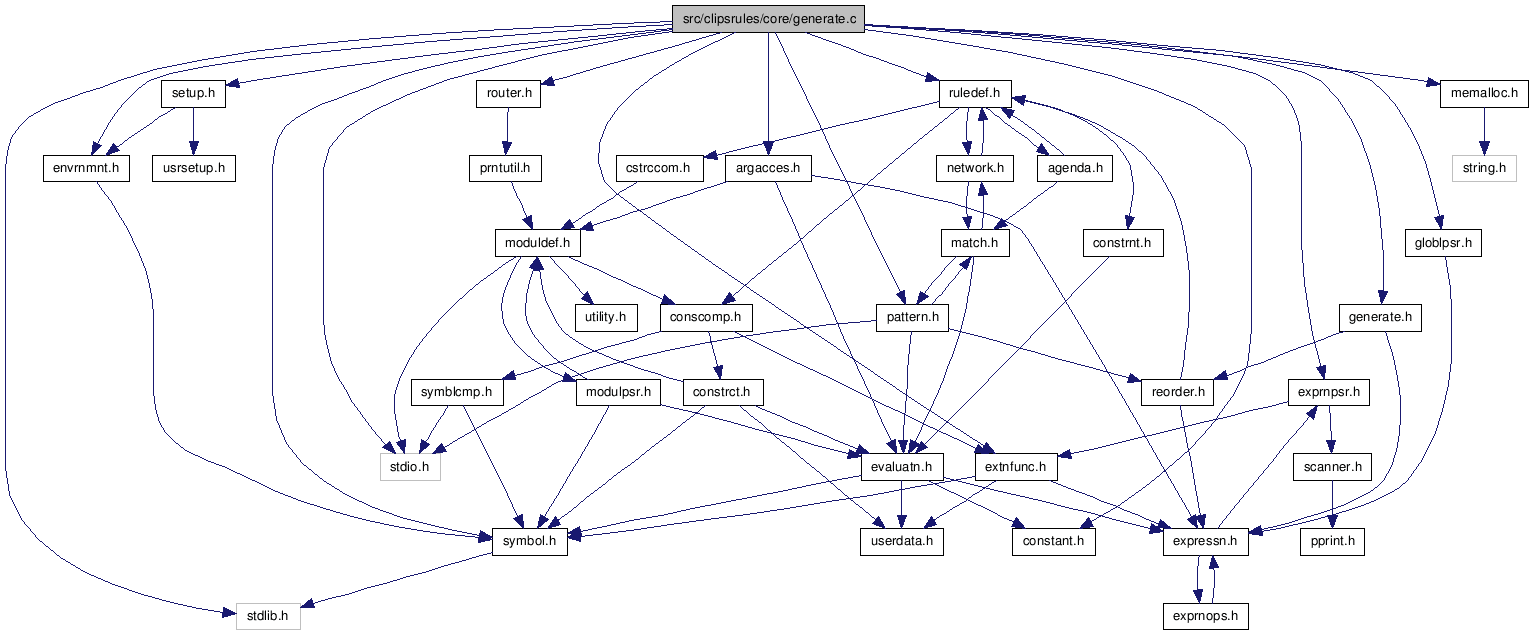 src/clipsrules/core/generate.c
setup.h
router.h
ruledef.h
memalloc.h
envrnmnt.h
usrsetup.h
prntutil.h
cstrccom.h
argacces.h
network.h
agenda.h
string.h
moduldef.h
match.h
constrnt.h
globlpsr.h
utility.h
conscomp.h
pattern.h
generate.h
symblcmp.h
modulpsr.h
constrct.h
reorder.h
exprnpsr.h
stdio.h
evaluatn.h
extnfunc.h
scanner.h
symbol.h
userdata.h
constant.h
expressn.h
pprint.h
stdlib.h
exprnops.h